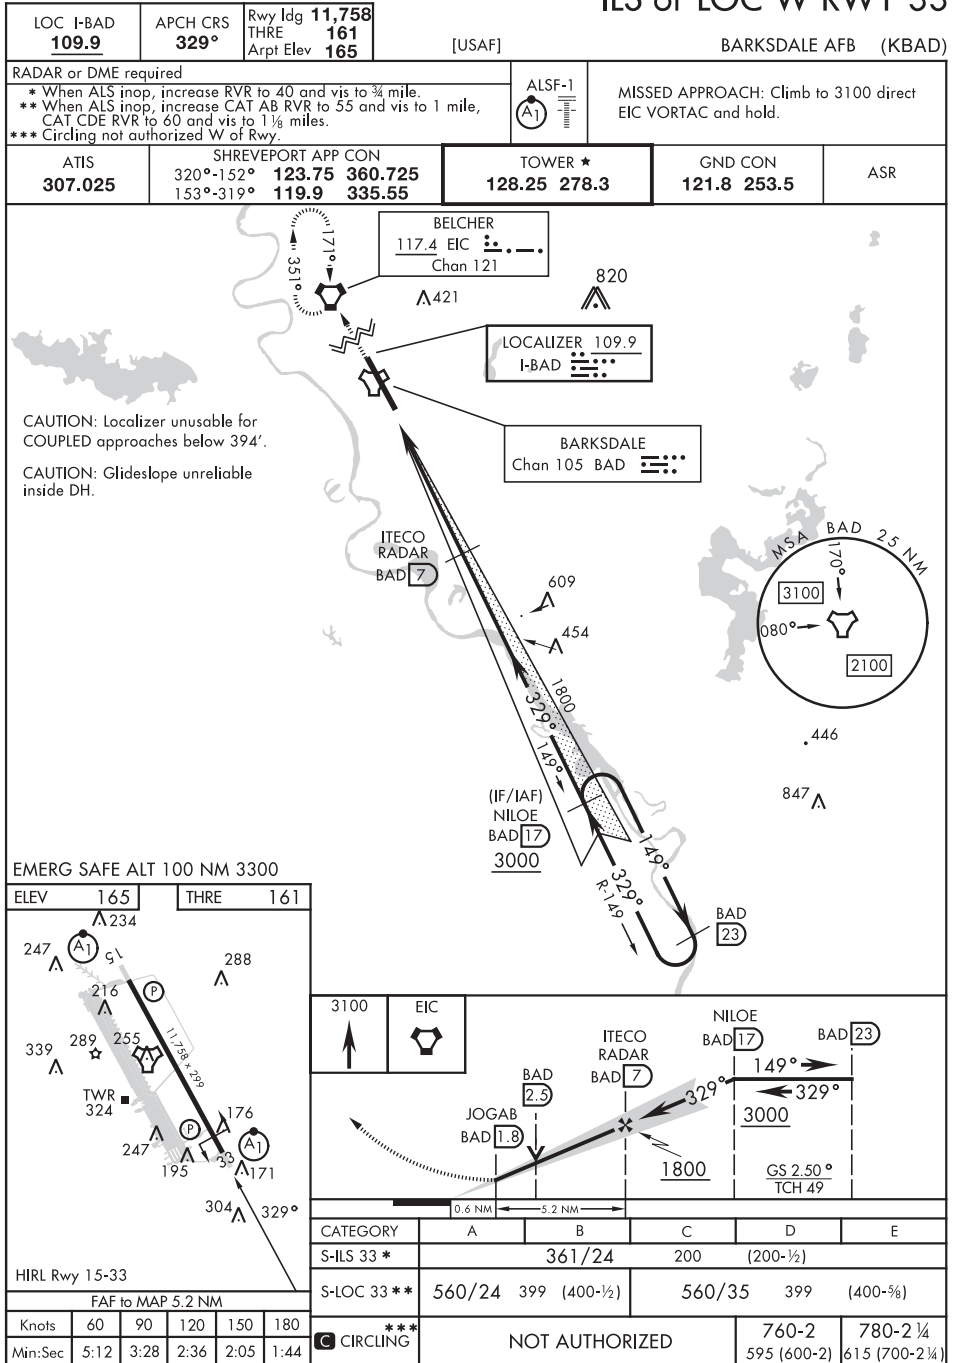 ILS or LOC W RWY 33
LOC I-BAD
109.9
APCH CRS
329°
Rwy ldg 11,758
THRE 161
Arpt Elev 165
[USAF]
BARKSDALE AFB (KBAD)
RADAR or DME required
* When ALS inop, increase RVR to 40 and vis to ¾ mile.
** When ALS inop, increase CAT AB RVR to 55 and vis to 1 mile,
CAT CDE RVR to 60 and vis to 1⅛ miles.
*** Circling not authorized W of Rwy.
ALSF-1
A1
MISSED APPROACH: Climb to 3100 direct
EIC VORTAC and hold.
ATIS
307.025
SHREVEPORT APP CON
320°-152° 123.75 360.725
153°-319° 119.9 335.55
TOWER ★
128.25 278.3
GND CON
121.8 253.5
ASR
BELCHER
117.4 EIC
Chan 121
171°
351°
421
820
LOCALIZER 109.9
I-BAD
CAUTION: Localizer unusable for
COUPLED approaches below 394'.
CAUTION: Glideslope unreliable
inside DH.
BARKSDALE
Chan 105 BAD
ITECO
RADAR
BAD 7
609
454
MSA BAD 25 NM
170°
3100
080°
2100
1800
329°
149°
446
847
(IF/IAF)
NILOE
BAD 17
3000
149°
329°
R-149
BAD
23
EMERG SAFE ALT 100 NM 3300
ELEV 165
THRE 161
234
247
A1
15
288
216
P
11,758 x 299
289
255
339
TWR
324
176
P
247
A1
195
33
171
304
329°
HIRL Rwy 15-33
FAF to MAP 5.2 NM
Knots 60 90 120 150 180
Min:Sec 5:12 3:28 2:36 2:05 1:44
3100
EIC
NILOE
BAD 17
BAD 23
ITECO
RADAR
BAD 7
149°
329°
329°
BAD
2.5
3000
JOGAB
BAD 1.8
1800
GS 2.50°
TCH 49
0.6 NM
5.2 NM
CATEGORY A B C D E
S-ILS 33 * 361/24 200 (200-½)
S-LOC 33 ** 560/24 399 (400-½) 560/35 399 (400-⅝)
C CIRCLING *** NOT AUTHORIZED 760-2 595 (600-2) 780-2¼ 615 (700-2¼)